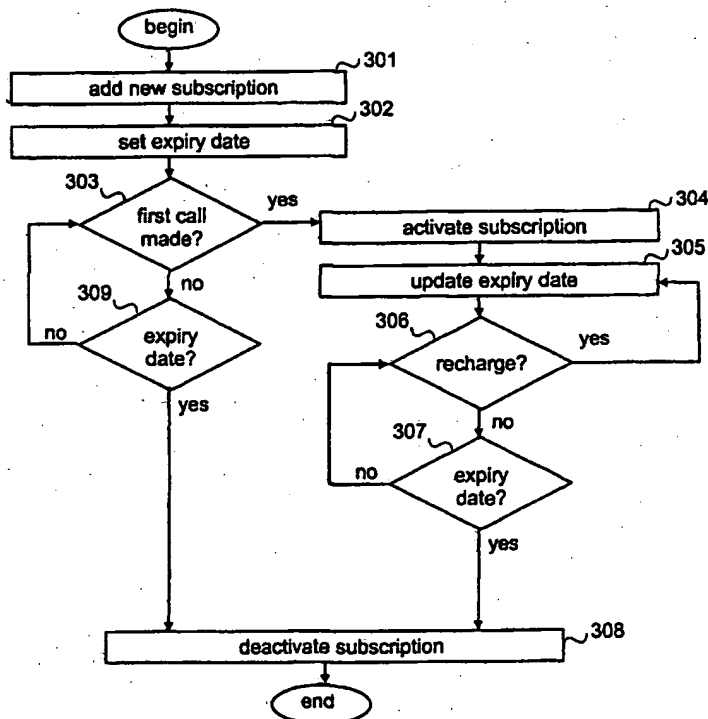 begin
301
add new subscription
302
set expiry date
303
first call
made?
yes
304
activate subscription
305
update expiry date
no
309
expiry
date?
no
yes
306
recharge?
yes
no
307
expiry
date?
no
yes
308
deactivate subscription
end